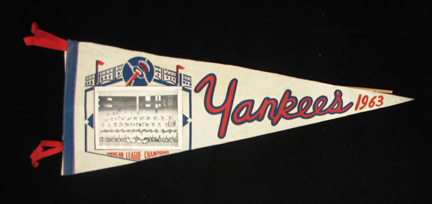 Yankees 1963
AMERICAN LEAGUE CHAMPIONS